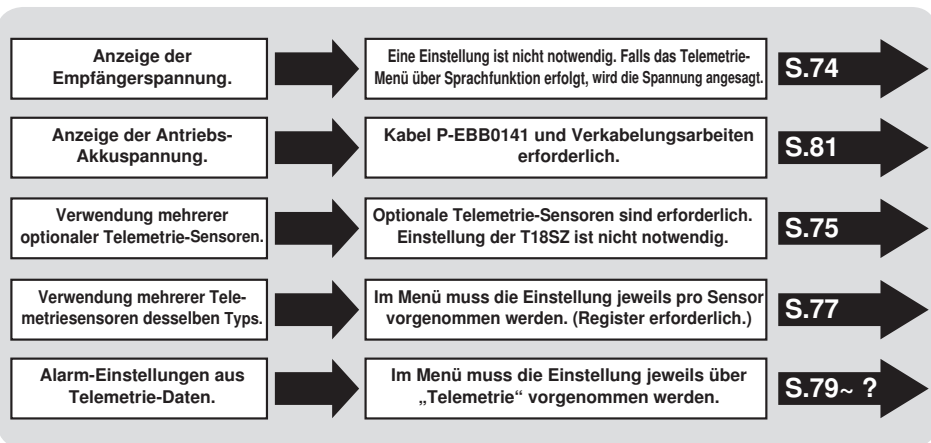 Anzeige der
Empfängerspannung.
Eine Einstellung ist nicht notwendig. Falls das Telemetrie-
Menü über Sprachfunktion erfolgt, wird die Spannung angesagt.
S.74
Anzeige der Antriebs-
Akkuspannung.
Kabel P-EBB0141 und Verkabelungsarbeiten
erforderlich.
S.81
Verwendung mehrerer
optionaler Telemetrie-Sensoren.
Optionale Telemetrie-Sensoren sind erforderlich.
Einstellung der T18SZ ist nicht notwendig.
S.75
Verwendung mehrerer Tele-
metriesensoren desselben Typs.
Im Menü muss die Einstellung jeweils pro Sensor
vorgenommen werden. (Register erforderlich.)
S.77
Alarm-Einstellungen aus
Telemetrie-Daten.
Im Menü muss die Einstellung jeweils über
„Telemetrie“ vorgenommen werden.
S.79~ ?